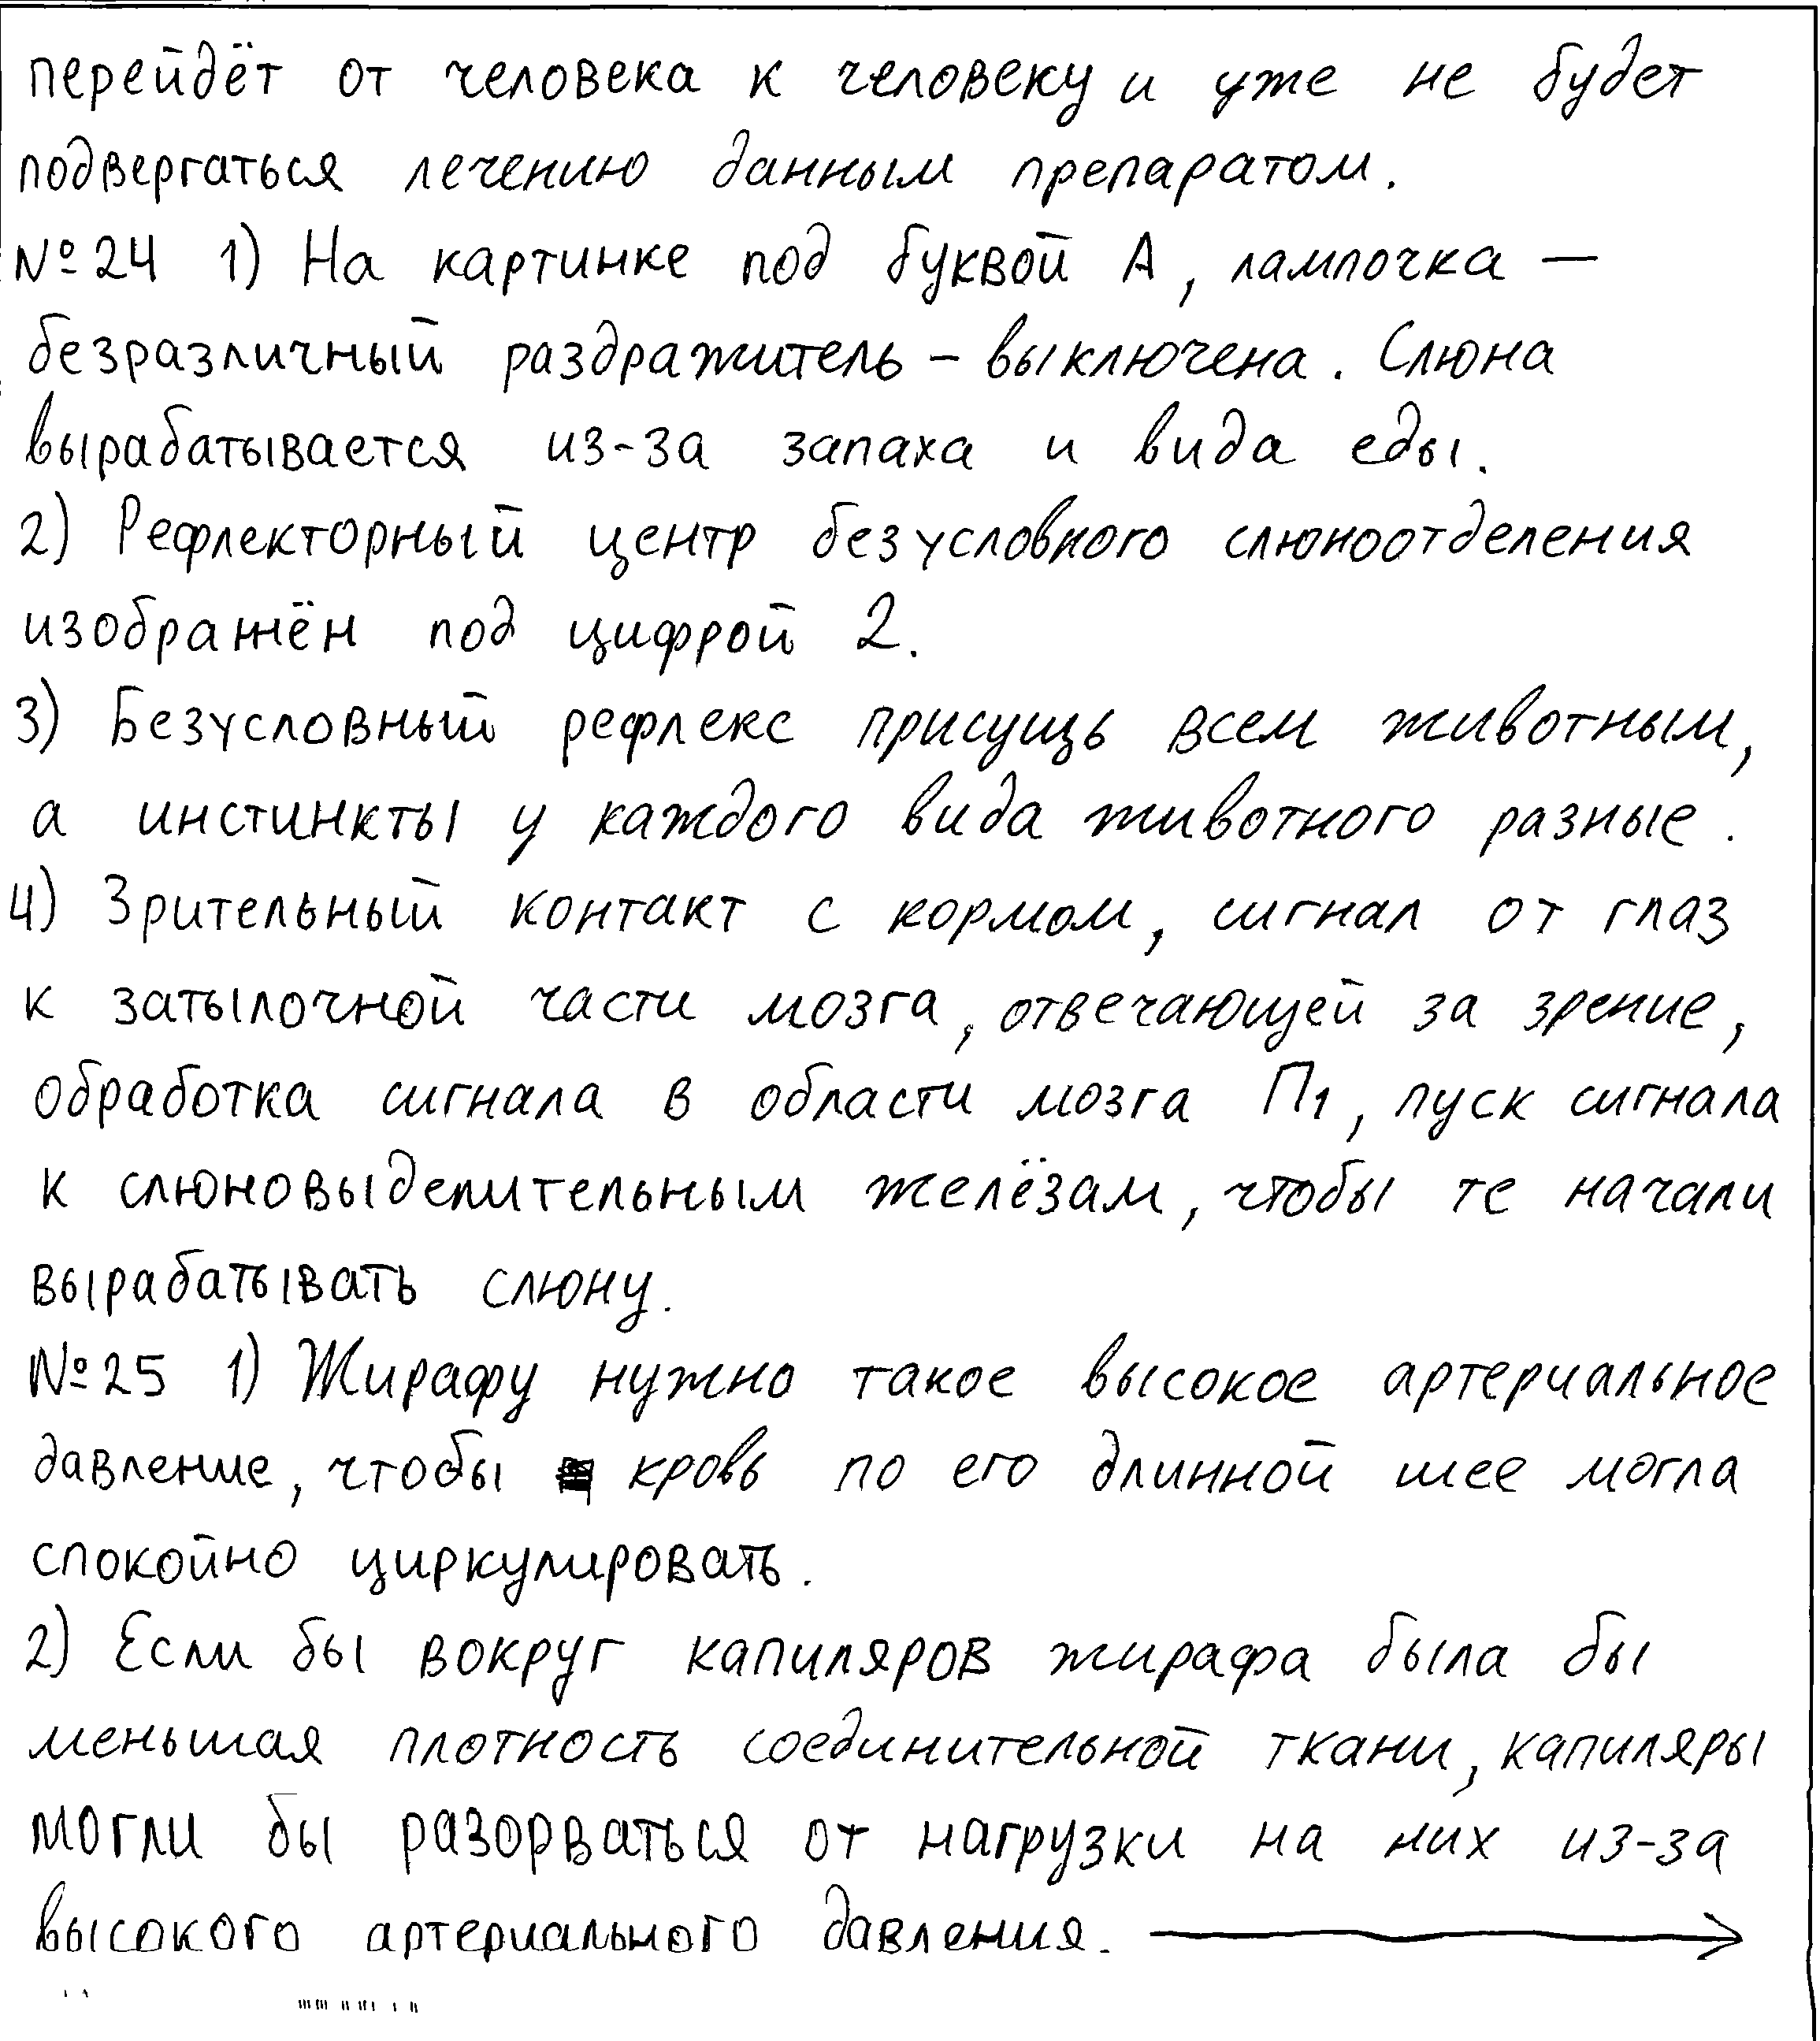 перейдёт от человека к человеку и уже не будет
подвергаться лечению данным препаратом.
№24 1) На картинке под буквой А, лампочка —
безразличный раздражитель – выключена. Слюна
вырабатывается из-за запаха и вида еды.
2) Рефлекторный центр безусловного слюноотделения
изображён под цифрой 2.
3) Безусловный рефлекс присущь всем животным,
а инстинкты у каждого вида животного разные.
4) Зрительный контакт с кормом, сигнал от глаз
к затылочной части мозга, отвечающей за зрение,
обработка сигнала в области мозга П1, пуск сигнала
к слюновыделительным желёзам, чтобы те начали
вырабатывать слюну.
№25 1) Жирафу нужно такое высокое артериальное
давление, чтобы кровь по его длинной шее могла
спокойно циркулировать.
2) Если бы вокруг капиляров жирафа была бы
меньшая плотность соединительной ткани, капиляры
могли бы разорваться от нагрузки на них из-за
высокого артериального давления.